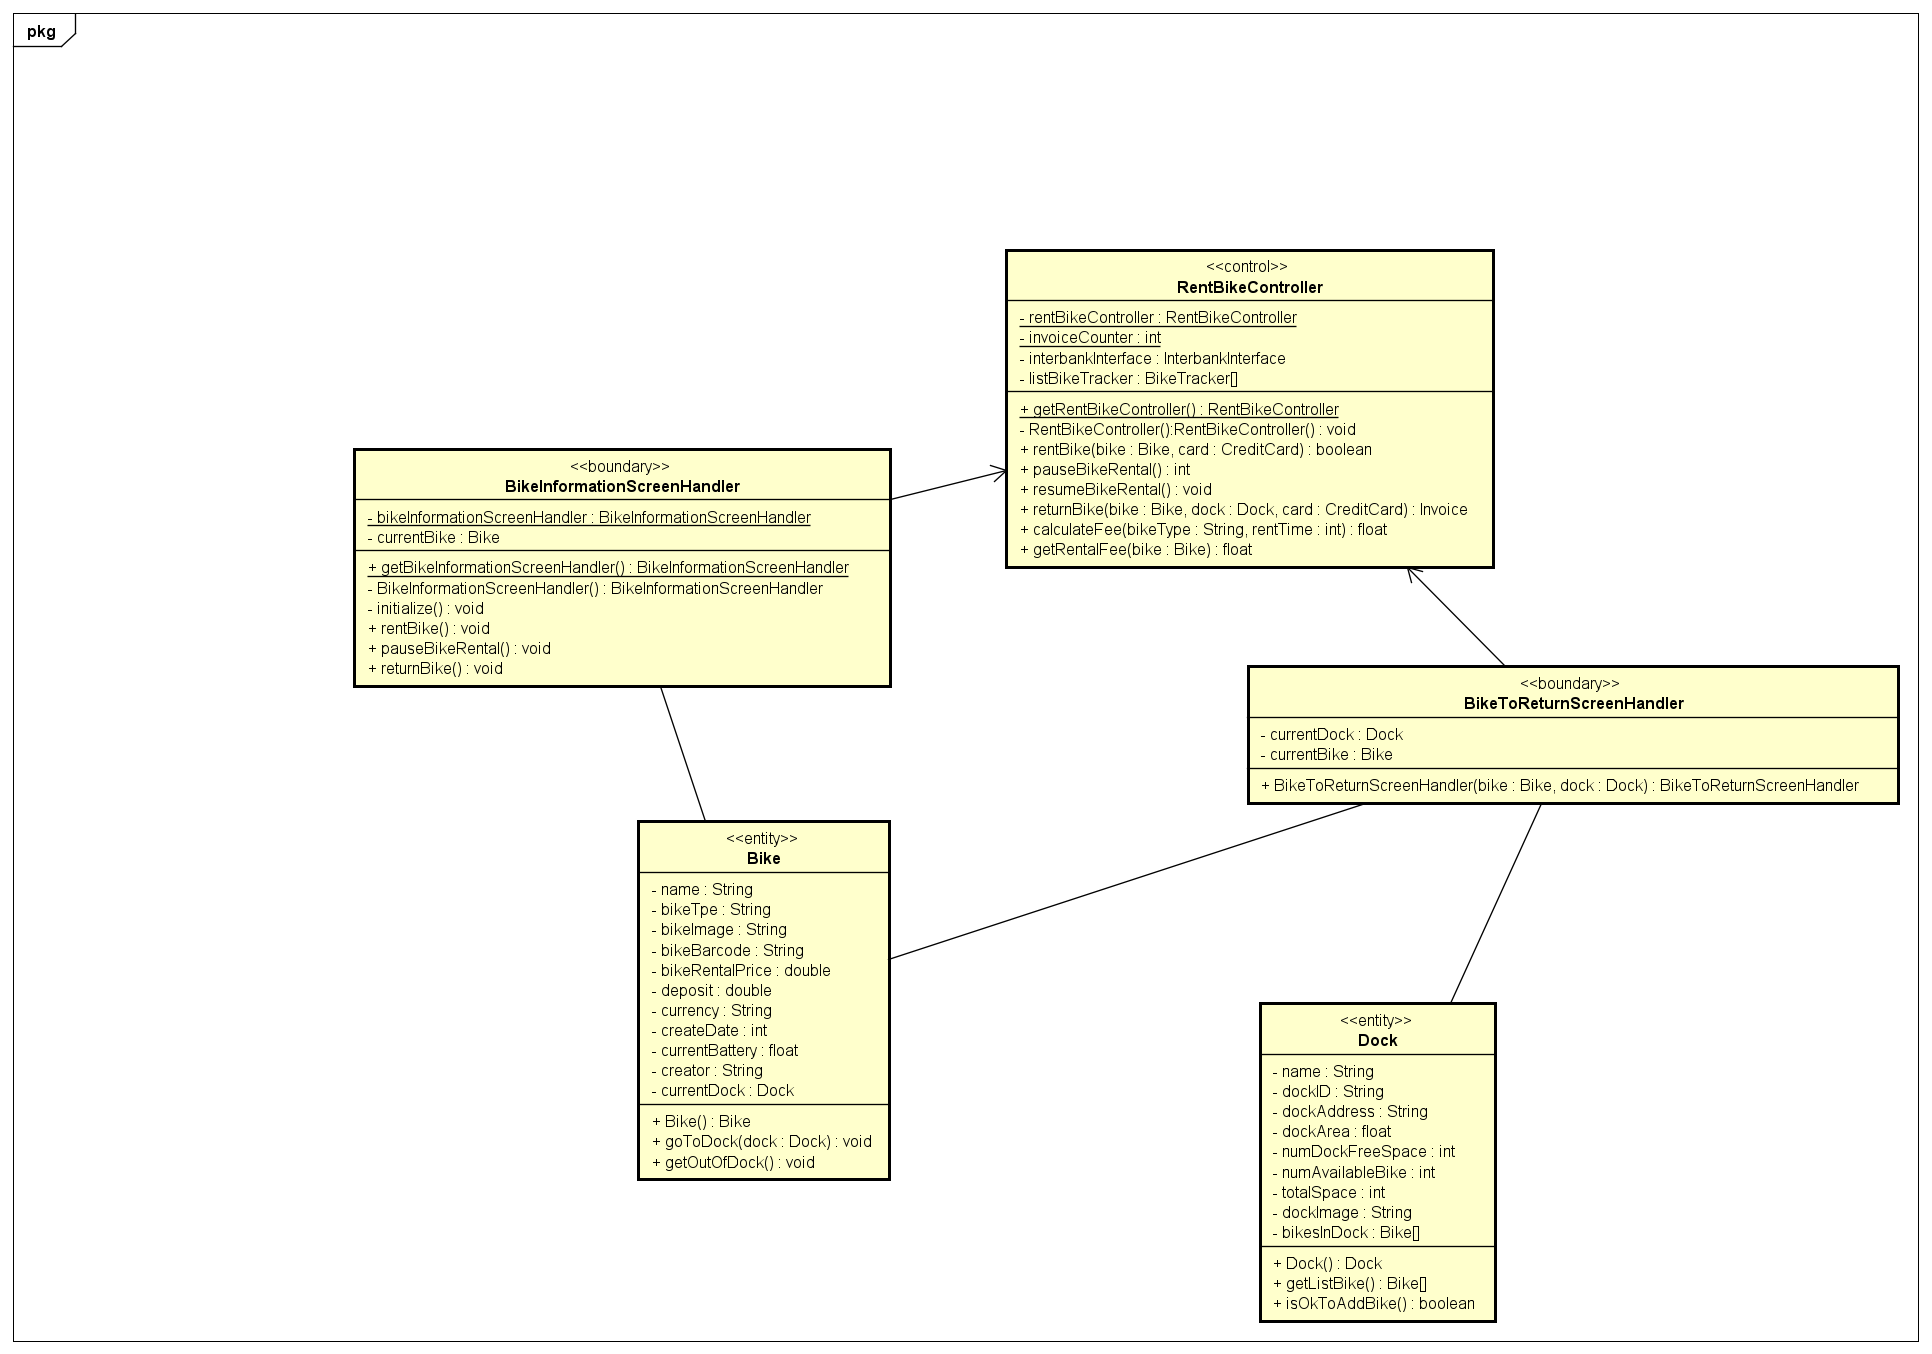 pkg
<<control>>
RentBikeController
- rentBikeController : RentBikeController
- invoiceCounter : int
- interbankInterface : InterbankInterface
- listBikeTracker : BikeTracker[]
+ getRentBikeController() : RentBikeController
- RentBikeController():RentBikeController() : void
+ rentBike(bike : Bike, card : CreditCard) : boolean
+ pauseBikeRental() : int
+ resumeBikeRental() : void
+ returnBike(bike : Bike, dock : Dock, card : CreditCard) : Invoice
+ calculateFee(bikeType : String, rentTime : int) : float
+ getRentalFee(bike : Bike) : float
<<boundary>>
BikeInformationScreenHandler
- bikeInformationScreenHandler : BikeInformationScreenHandler
- currentBike : Bike
+ getBikeInformationScreenHandler() : BikeInformationScreenHandler
- BikeInformationScreenHandler() : BikeInformationScreenHandler
- initialize() : void
+ rentBike() : void
+ pauseBikeRental() : void
+ returnBike() : void
<<boundary>>
BikeToReturnScreenHandler
- currentDock : Dock
- currentBike : Bike
+ BikeToReturnScreenHandler(bike : Bike, dock : Dock) : BikeToReturnScreenHandler
<<entity>>
Bike
- name : String
- bikeTpe : String
- bikeImage : String
- bikeBarcode : String
- bikeRentalPrice : double
- deposit : double
- currency : String
- createDate : int
- currentBattery : float
- creator : String
- currentDock : Dock
+ Bike() : Bike
+ goToDock(dock : Dock) : void
+ getOutOfDock() : void
<<entity>>
Dock
- name : String
- dockID : String
- dockAddress : String
- dockArea : float
- numDockFreeSpace : int
- numAvailableBike : int
- totalSpace : int
- dockImage : String
- bikesInDock : Bike[]
+ Dock() : Dock
+ getListBike() : Bike[]
+ isOkToAddBike() : boolean